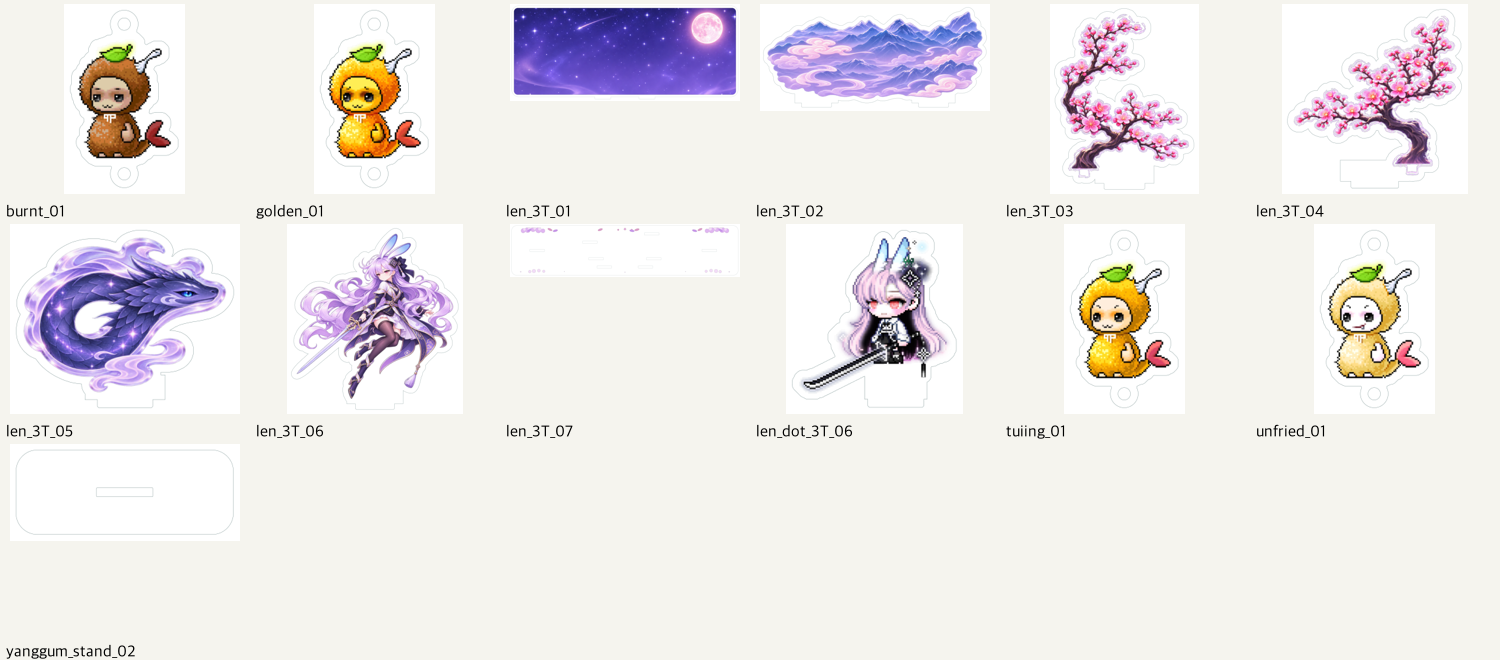 burnt_01
golden_01
len_3T_01
len_3T_02
len_3T_03
len_3T_04
len_3T_05
len_3T_06
len_3T_07
len_dot_3T_06
tuiing_01
unfried_01
yanggum_stand_02